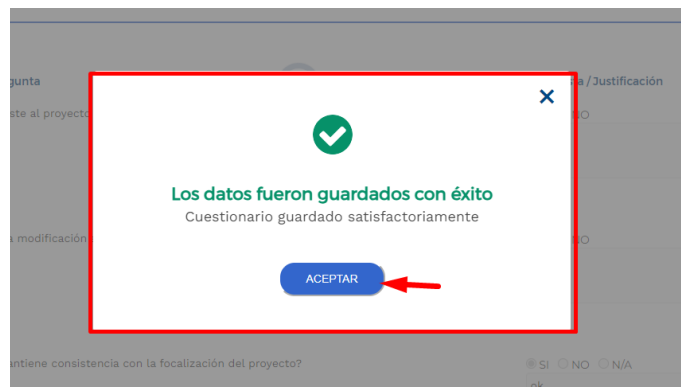 gunta
a / Justificación
ste al proyecto
NO
Los datos fueron guardados con éxito
Cuestionario guardado satisfactoriamente
a modificación
NO
ACEPTAR
antiene consistencia con la focalización del proyecto?
SI NO N/A
ok